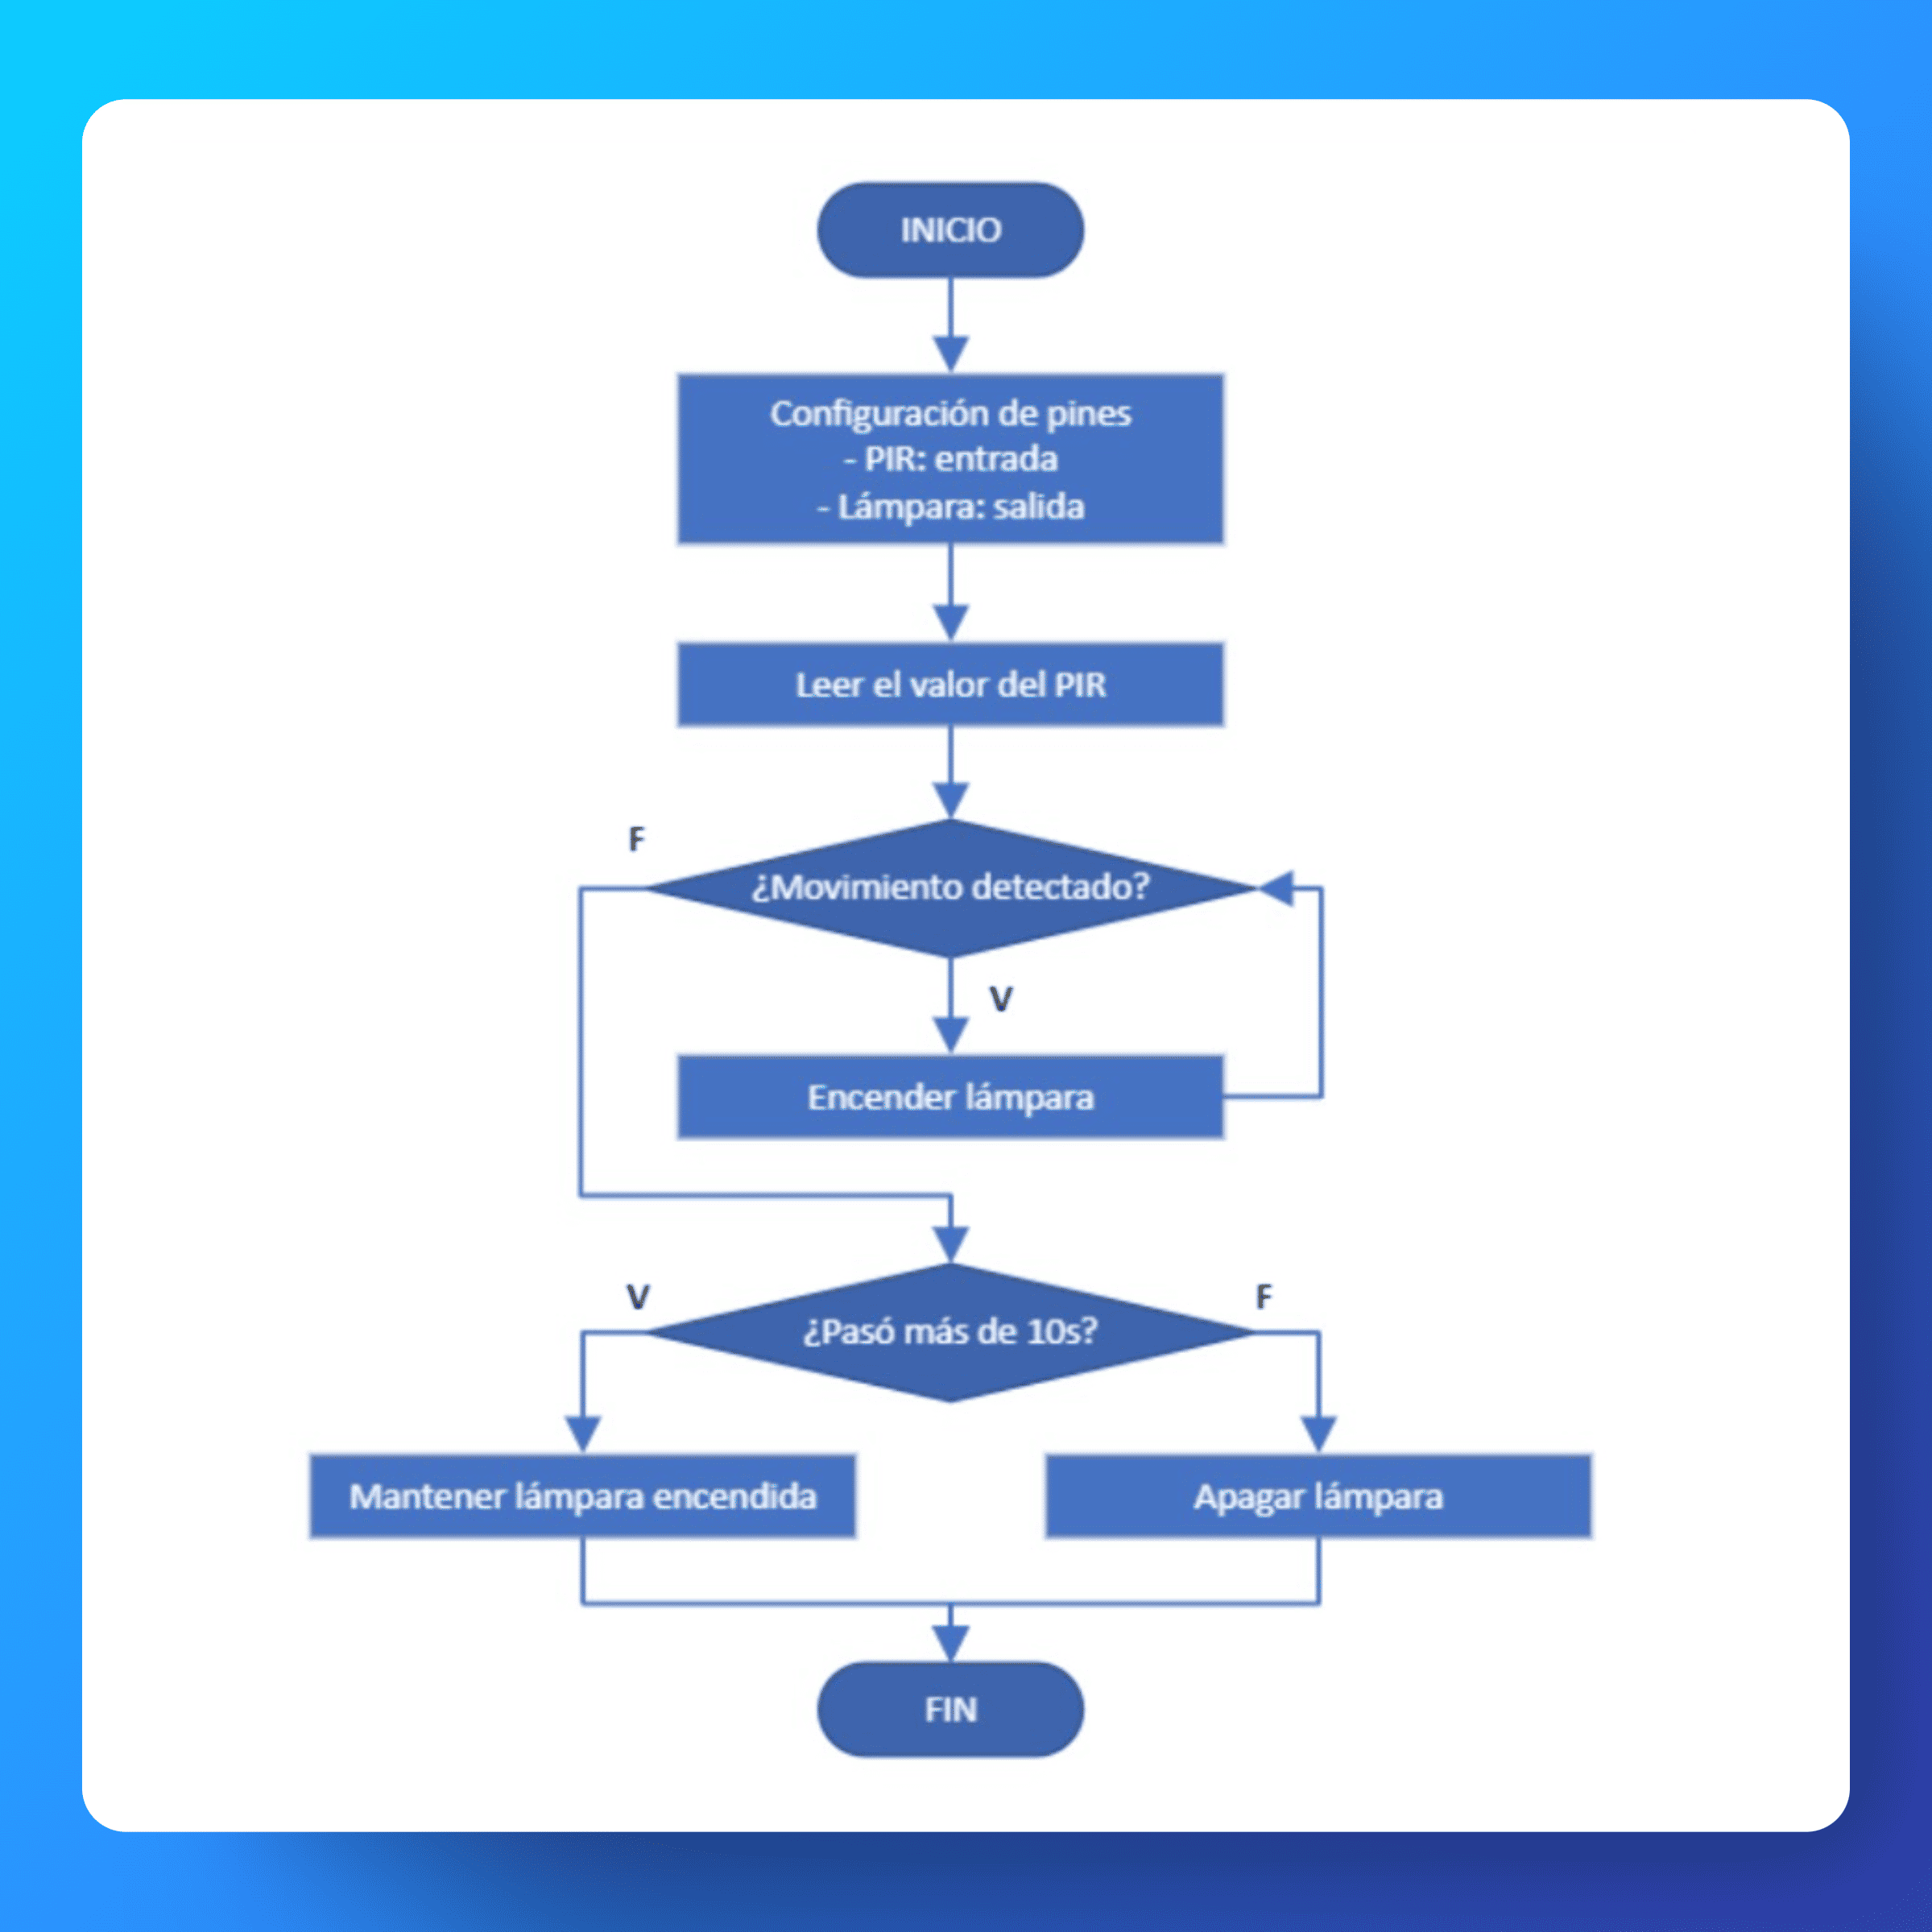 INICIO
Configuración de pines
- PIR: entrada
- Lámpara: salida
Leer el valor del PIR
F
¿Movimiento detectado?
V
Encender lámpara
V
F
¿Pasó más de 10s?
Mantener lámpara encendida
Apagar lámpara
FIN